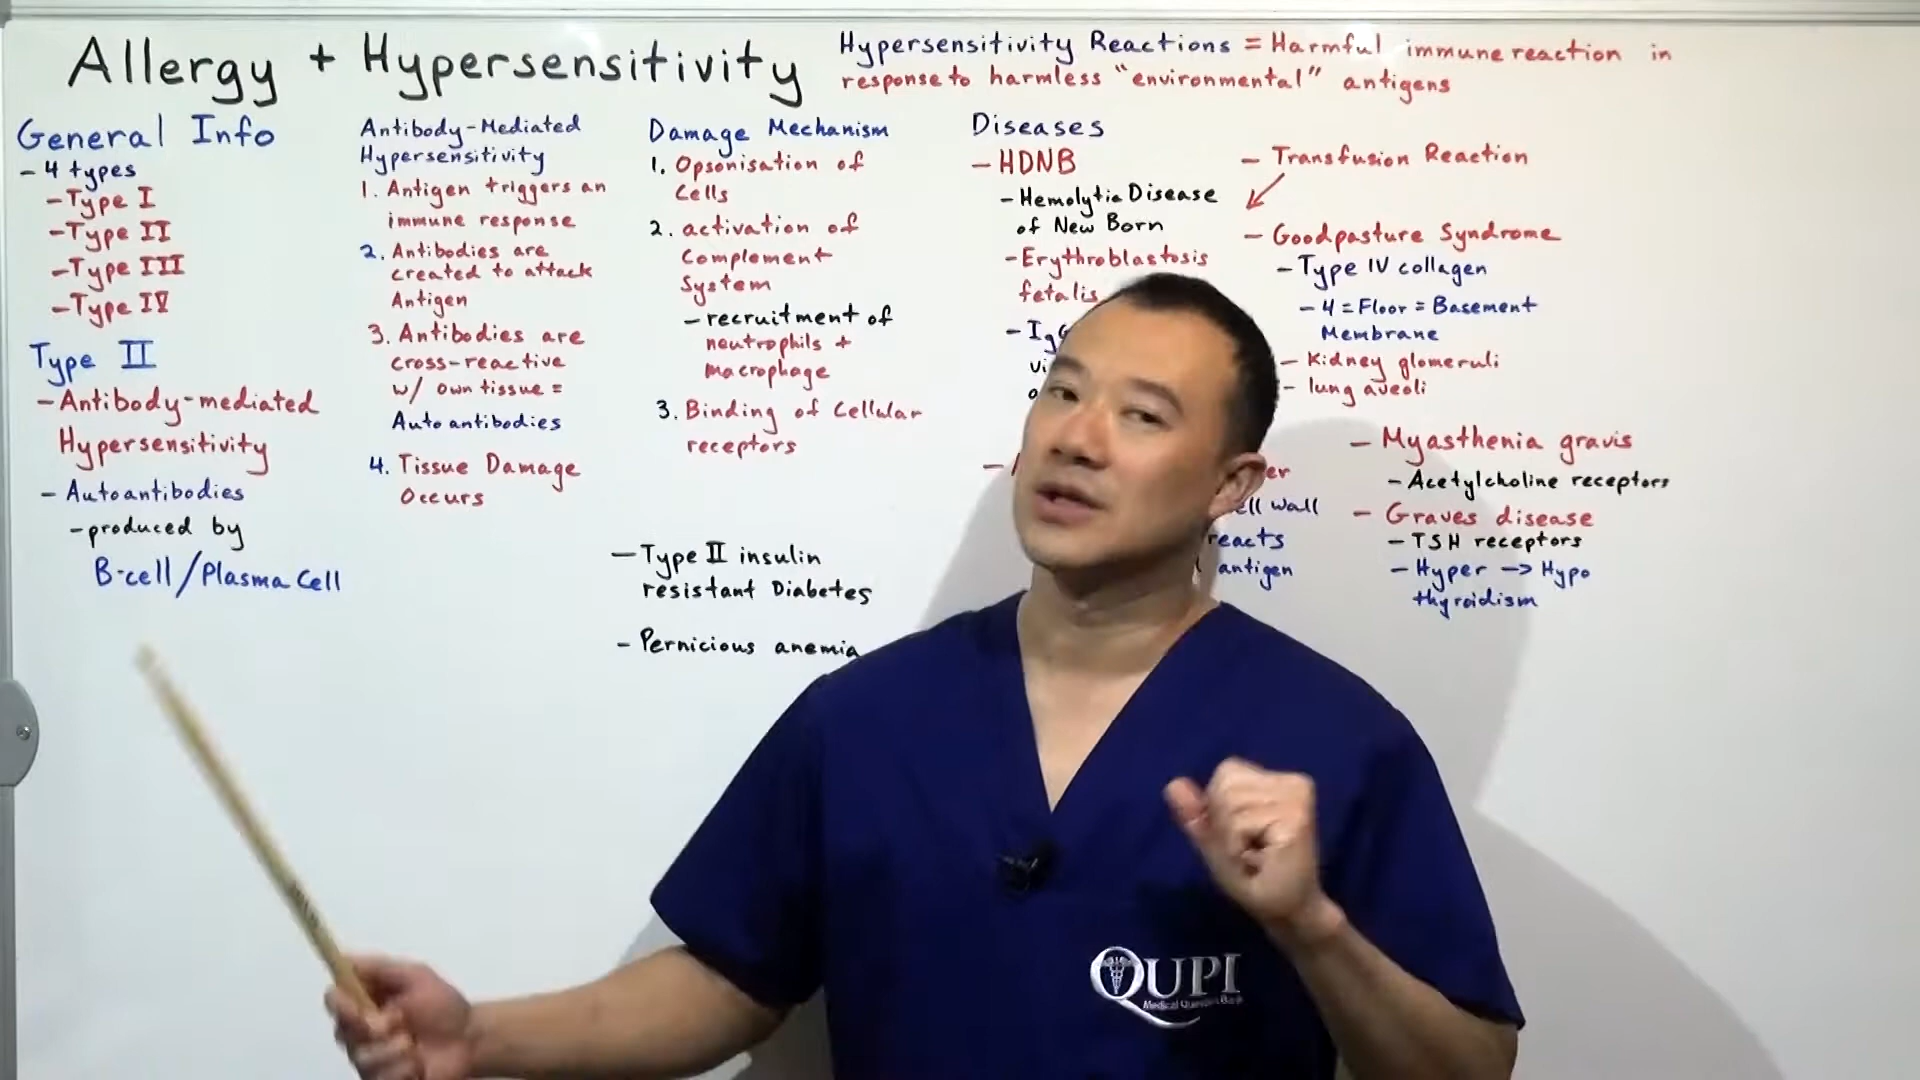 Allergy + Hypersensitivity
Hypersensitivity Reactions = Harmful immune reaction in
response to harmless "environmental" antigens
General Info
- 4 types
- Type I
- Type II
- Type III
- Type IV
Type II
- Antibody-mediated
Hypersensitivity
- Autoantibodies
- produced by
B-cell/Plasma Cell
Antibody-Mediated
Hypersensitivity
1. Antigen triggers an
immune response
2. Antibodies are
created to attack
Antigen
3. Antibodies are
cross-reactive
w/ own tissue =
Autoantibodies
4. Tissue Damage
Occurs
Damage Mechanism
1. Opsonisation of
Cells
2. activation of
Complement
System
- recruitment of
neutrophils +
macrophage
3. Binding of Cellular
receptors
- Type II insulin
resistant Diabetes
- Pernicious anemia
Diseases
- HDNB
- Hemolytic Disease
of New Born
- Erythroblastosis
fetalis
wall
reacts
antigen
- Transfusion Reaction
- Goodpasture Syndrome
- Type IV collagen
- 4 = Floor = Basement
Membrane
- Kidney glomeruli
- lung aveoli
- Myasthenia gravis
- Acetylcholine receptors
- Graves disease
- TSH receptors
- Hyper -> Hypo
thyroidism
QUPI
Medical Question Bank